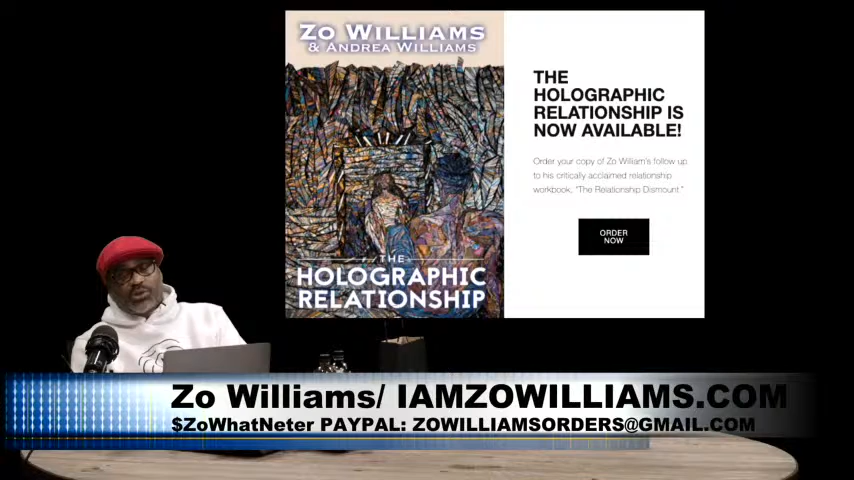 Zo Williams
& Andrea Williams
THE
HOLOGRAPHIC
RELATIONSHIP
THE
HOLOGRAPHIC
RELATIONSHIP IS
NOW AVAILABLE!
Order your copy of Zo William's follow up
to his critically acclaimed relationship
workbook, "The Relationship Dismount."
ORDER
NOW
Zo Williams/ IAMZOWILLIAMS.COM
$ZoWhatNeter PAYPAL: ZOWILLIAMSORDERS@GMAIL.COM